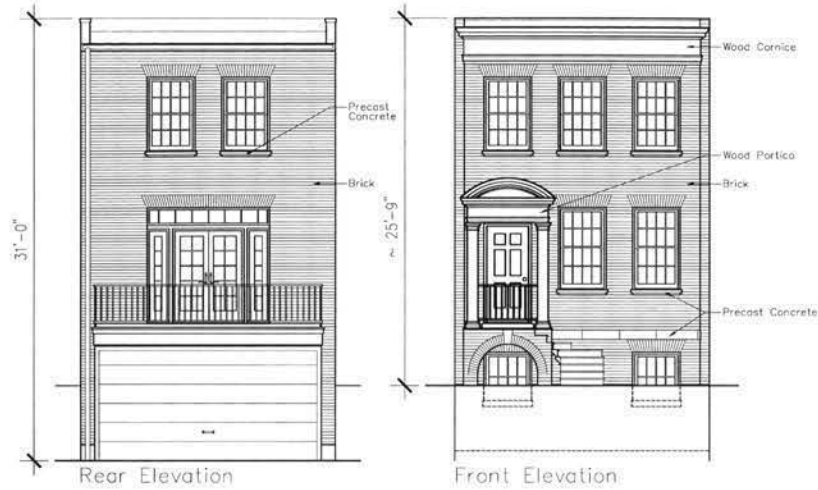 Precast
Concrete
Brick
31'-0"
Rear Elevation
Wood Cornice
Wood Portico
Brick
~ 25'-9"
Precast Concrete
Front Elevation